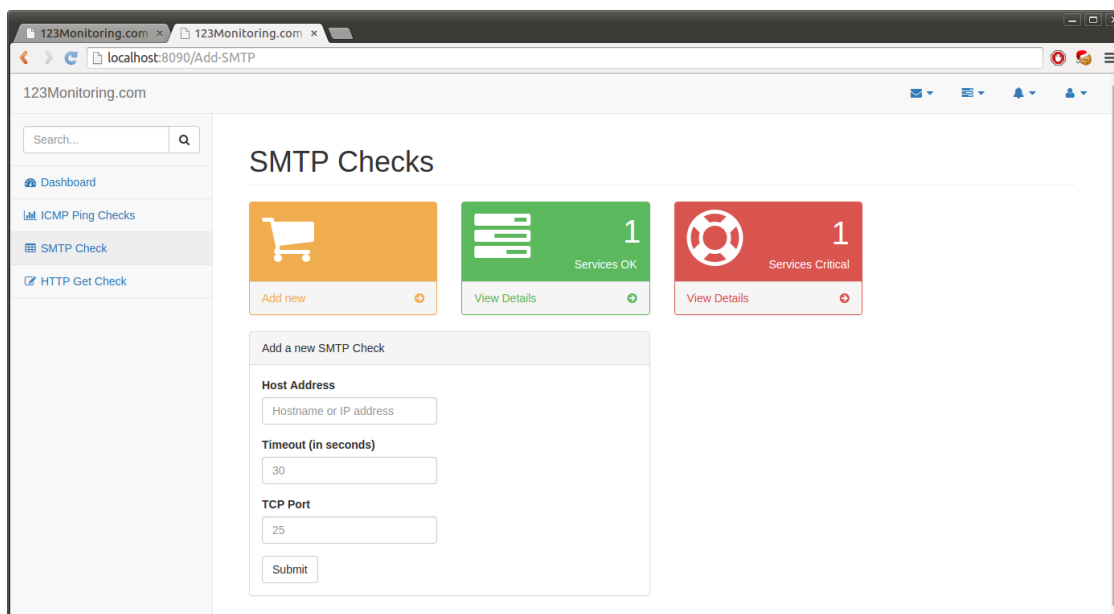 123Monitoring.com × 123Monitoring.com ×
localhost:8090/Add-SMTP
123Monitoring.com
Search...
Dashboard
ICMP Ping Checks
SMTP Check
HTTP Get Check
SMTP Checks
Add new
1
Services OK
View Details
1
Services Critical
View Details
Add a new SMTP Check
Host Address
Hostname or IP address
Timeout (in seconds)
30
TCP Port
25
Submit